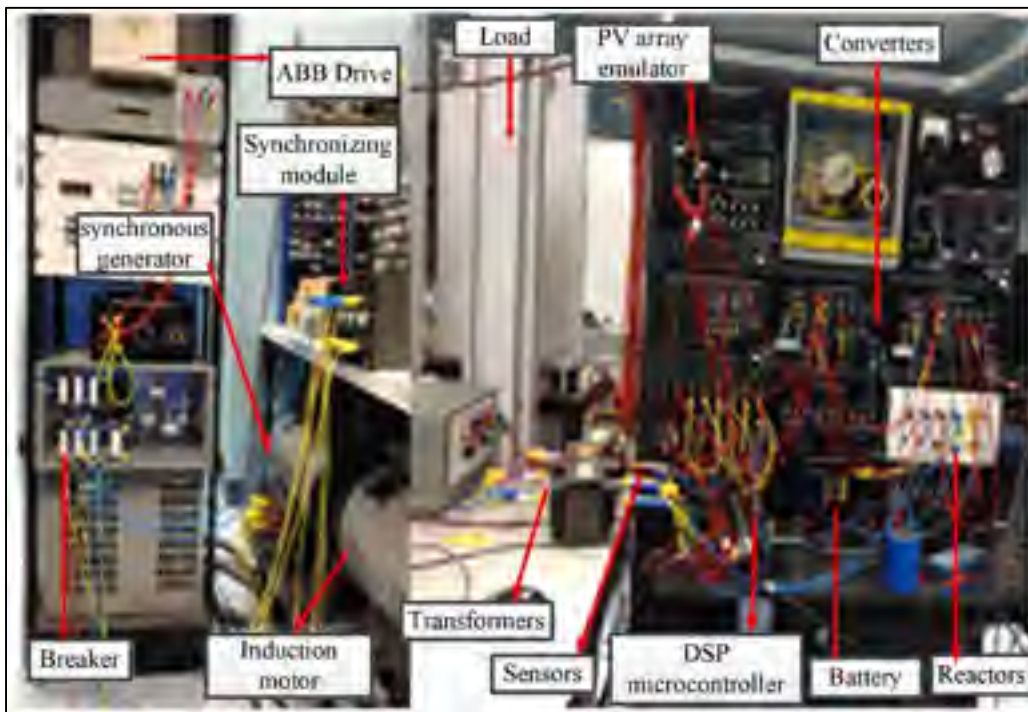 ABB Drive
Load
PV array
emulator
Converters
Synchronizing
module
synchronous
generator
Breaker
Induction
motor
Transformers
Sensors
DSP
microcontroller
Battery
Reactors